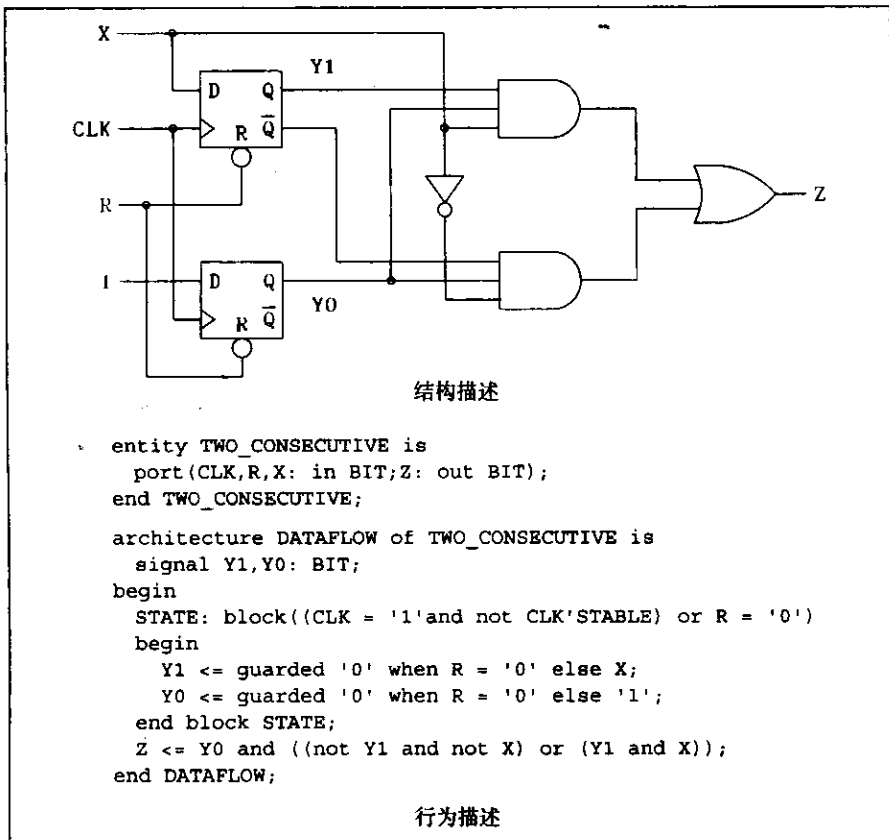 X
Y1
D Q
CLK
R Q̅
R
1
D Q
Y0
R Q̅
Z
结构描述
entity TWO_CONSECUTIVE is
port(CLK,R,X: in BIT;Z: out BIT);
end TWO_CONSECUTIVE;
architecture DATAFLOW of TWO_CONSECUTIVE is
signal Y1,Y0: BIT;
begin
STATE: block((CLK = '1'and not CLK'STABLE) or R = '0')
begin
Y1 <= guarded '0' when R = '0' else X;
Y0 <= guarded '0' when R = '0' else '1';
end block STATE;
Z <= Y0 and ((not Y1 and not X) or (Y1 and X));
end DATAFLOW;
行为描述